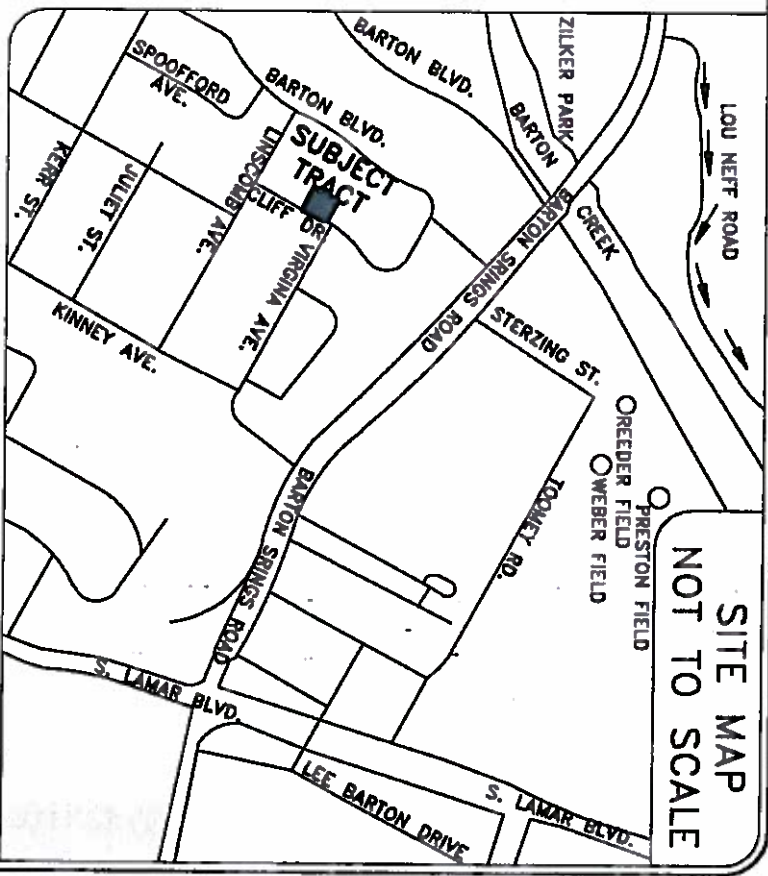 SITE MAP
NOT TO SCALE
LOU NEFF ROAD
ZILKER PARK
BARTON
CREEK
BARTON BLVD.
BARTON BLVD.
SPOOFFORD
AVE.
SUBJECT
TRACT
LINSCOMB AVE.
CLIFF DR.
VIRGINA AVE.
JULIET ST.
KERR ST.
KINNEY AVE.
BARTON SRINGS ROAD
STERZING ST.
REEDER FIELD
WEBER FIELD
PRESTON FIELD
TOOMEY RD.
BARTON SRINGS ROAD
S. LAMAR BLVD.
LEE BARTON DRIVE
S. LAMAR BLVD.